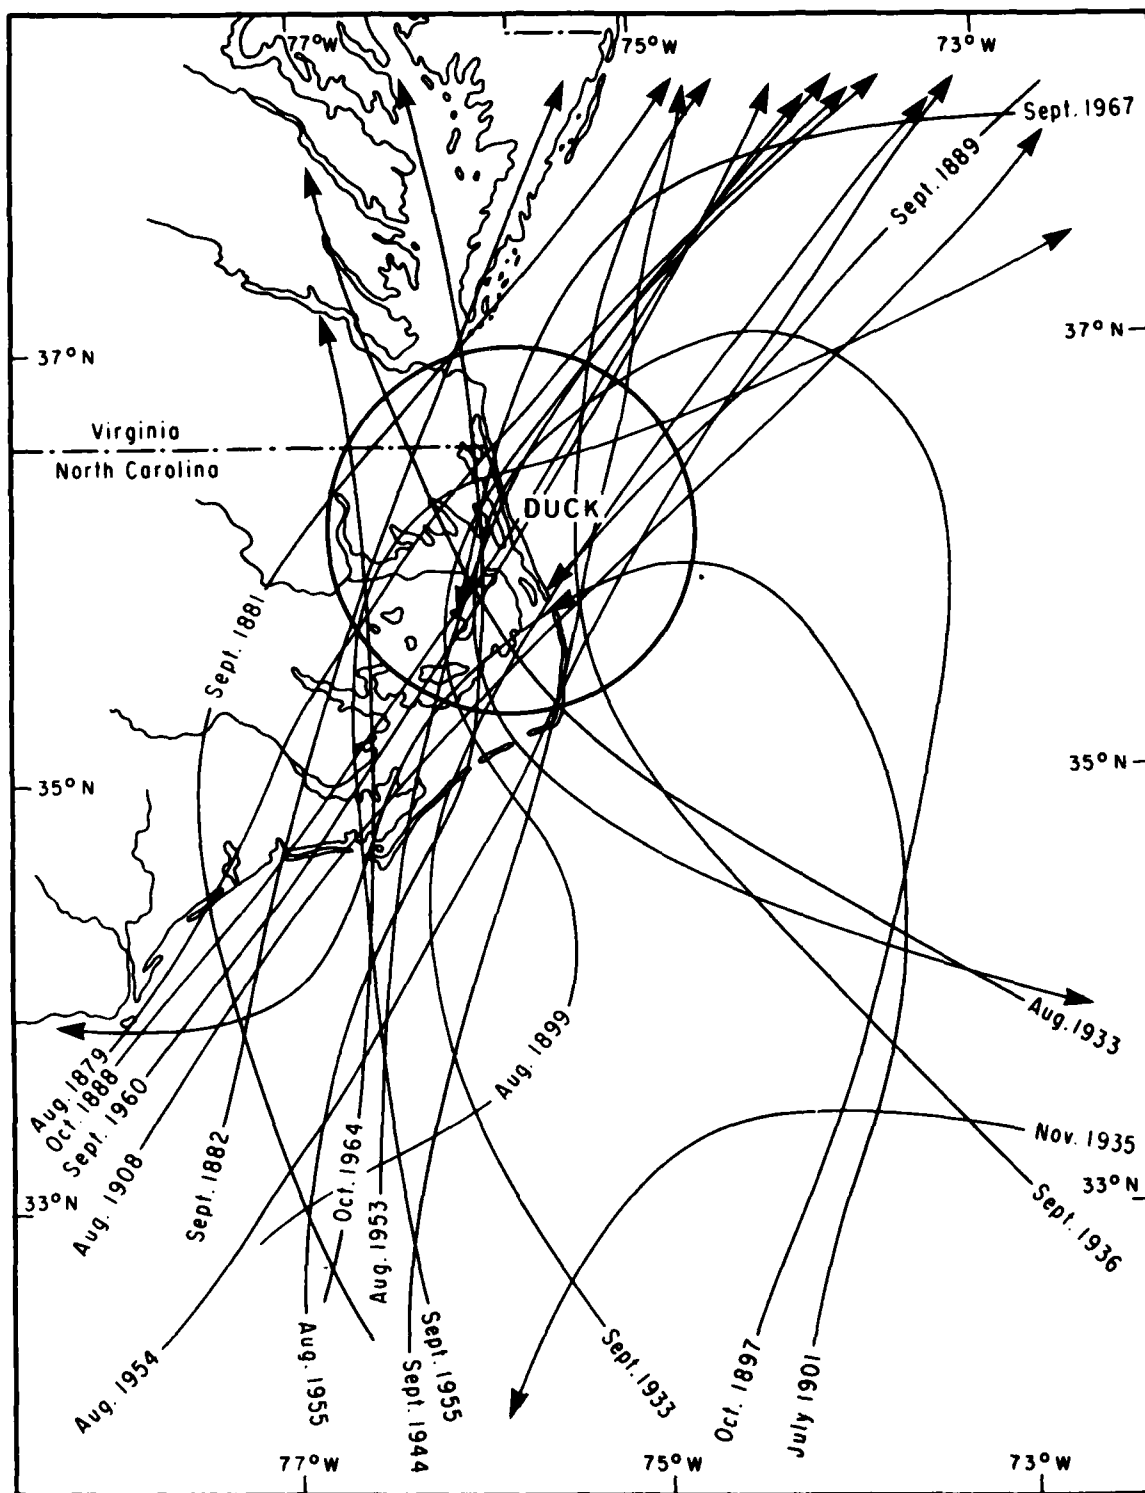 77°W
75°W
73°W
Sept. 1967
Sept. 1889
37°N
37°N
Virginia
North Carolina
DUCK
Sept. 1881
35°N
35°N
Aug. 1933
Aug. 1899
Aug. 1879
Oct. 1888
Sept. 1960
Aug. 1908
Sept. 1882
Oct. 1964
Aug. 1953
Nov. 1935
33°N
33°N
Sept. 1936
Aug. 1954
Aug. 1955
Sept. 1944
Sept. 1955
Sept. 1933
Oct. 1897
July 1901
77°W
75°W
73°W